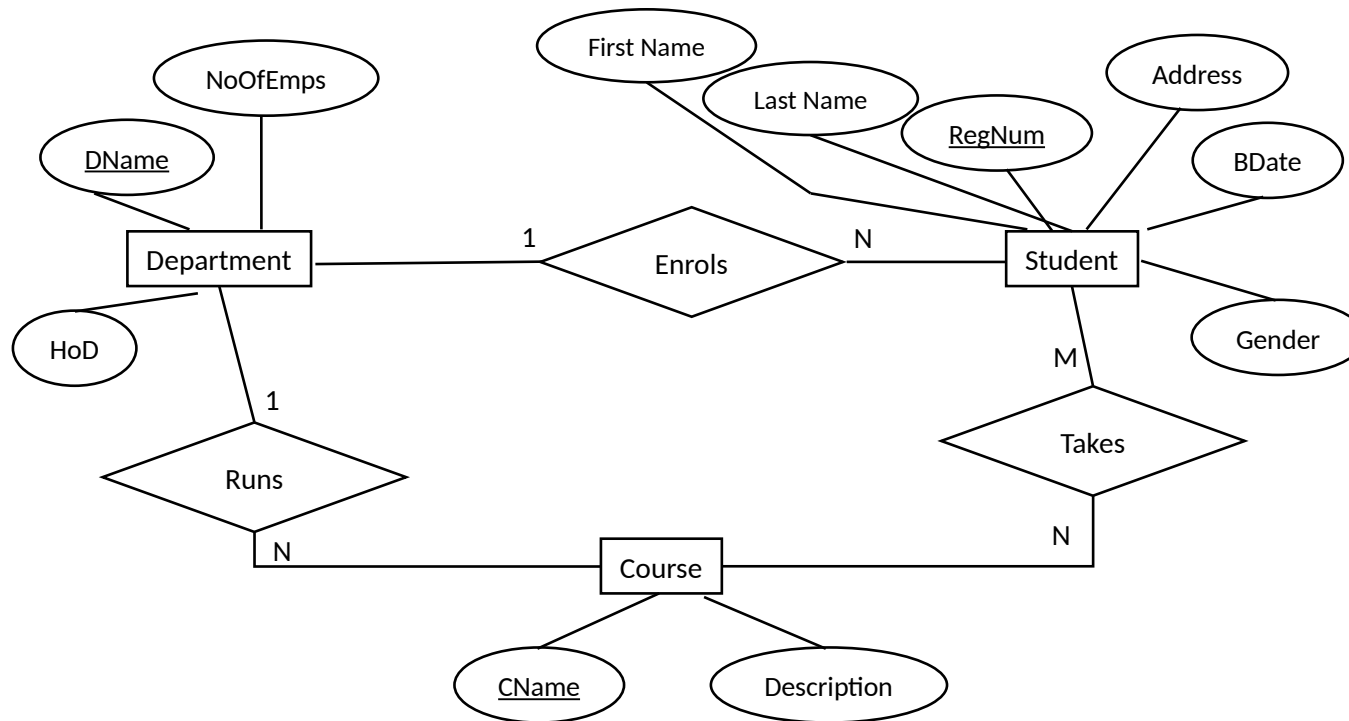 First Name
Address
NoOfEmps
Last Name
RegNum
DName
BDate
1
N
Department
Enrols
Student
HoD
Gender
M
1
Takes
Runs
N
N
Course
CName
Description